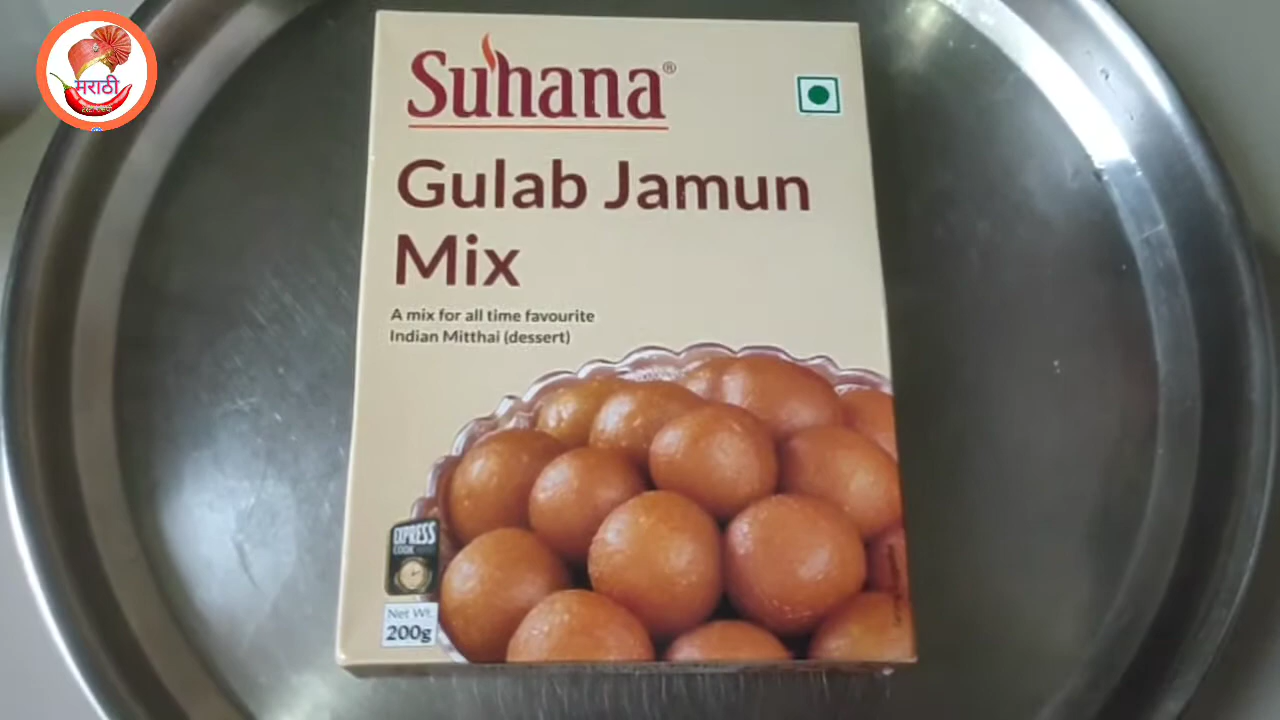 मराठी
Suhana®
Gulab Jamun
Mix
A mix for all time favourite
Indian Mitthai (dessert)
EXPRESS
COOK
Net Wt.
200g